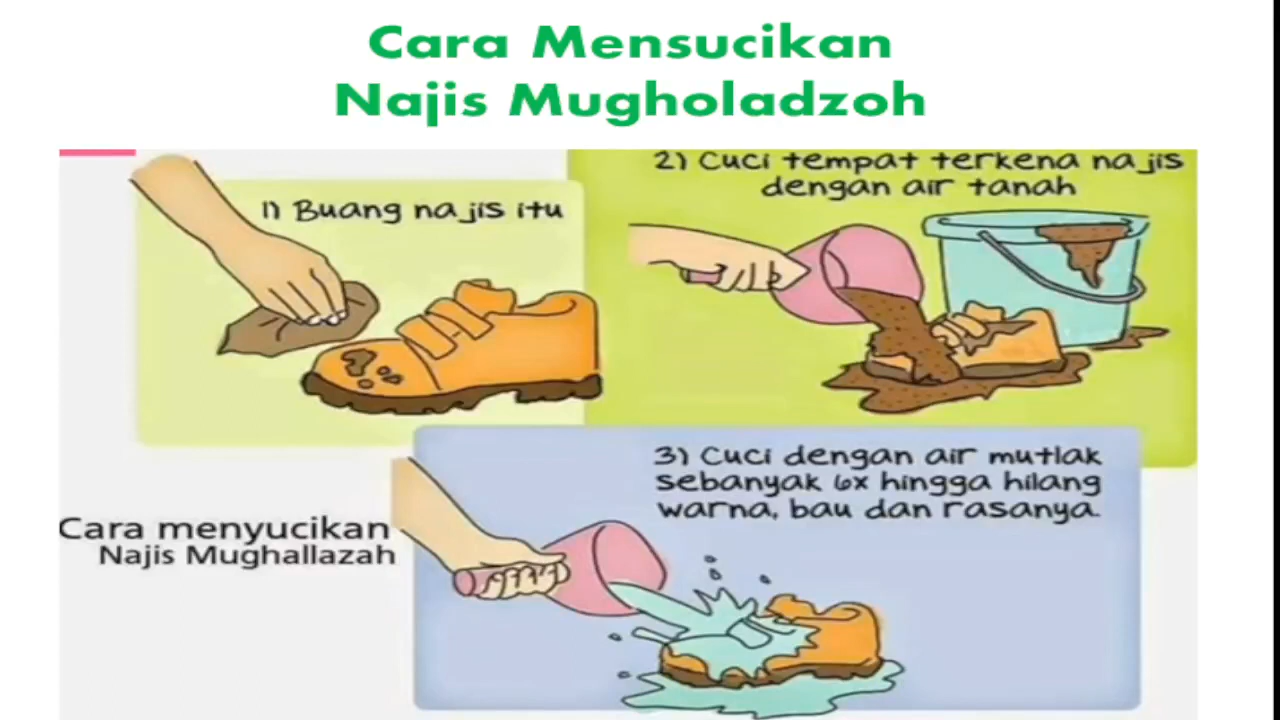 Cara Mensucikan
Najis Mugholadzoh
1) Buang najis itu
2) Cuci tempat terkena najis
dengan air tanah
3) Cuci dengan air mutlak
sebanyak 6x hingga hilang
warna, bau dan rasanya.
Cara menyucikan
Najis Mughallazah